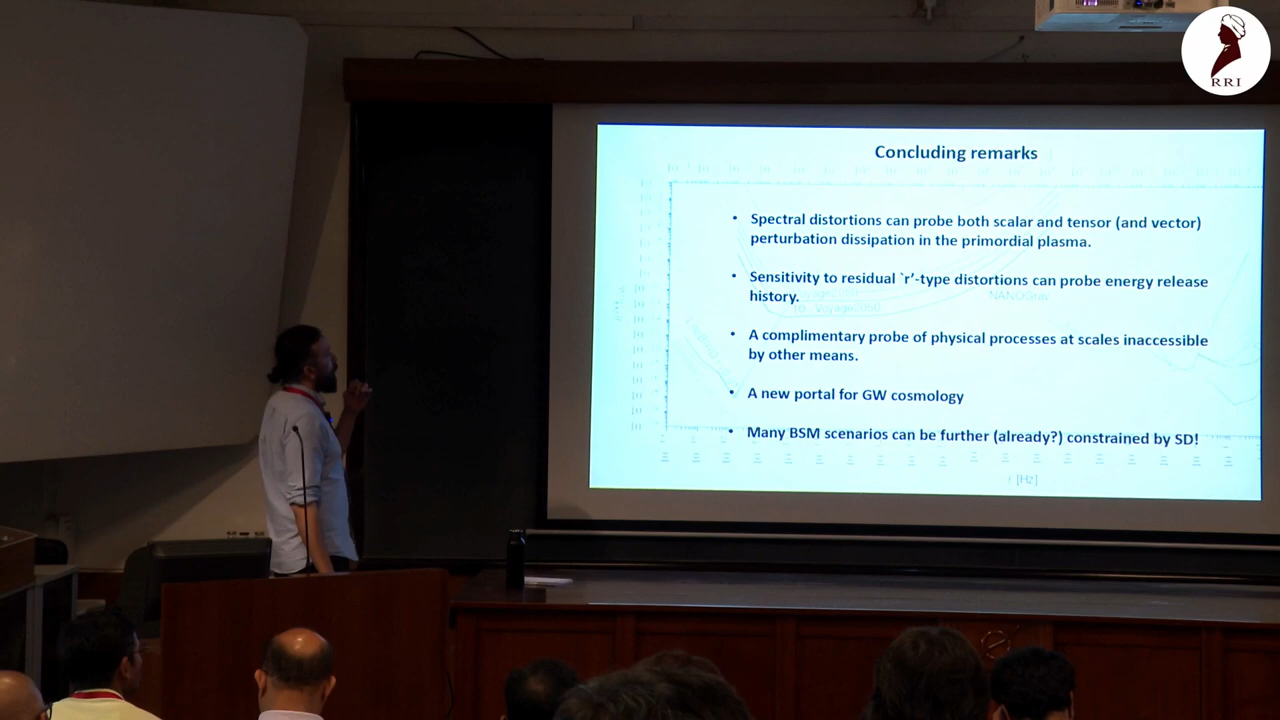 RRI
Concluding remarks
• Spectral distortions can probe both scalar and tensor (and vector)
perturbation dissipation in the primordial plasma.
• Sensitivity to residual `r'-type distortions can probe energy release
history.
Voyage2050
NANOGrav
• A complimentary probe of physical processes at scales inaccessible
by other means.
• A new portal for GW cosmology
• Many BSM scenarios can be further (already?) constrained by SD!
f [Hz]